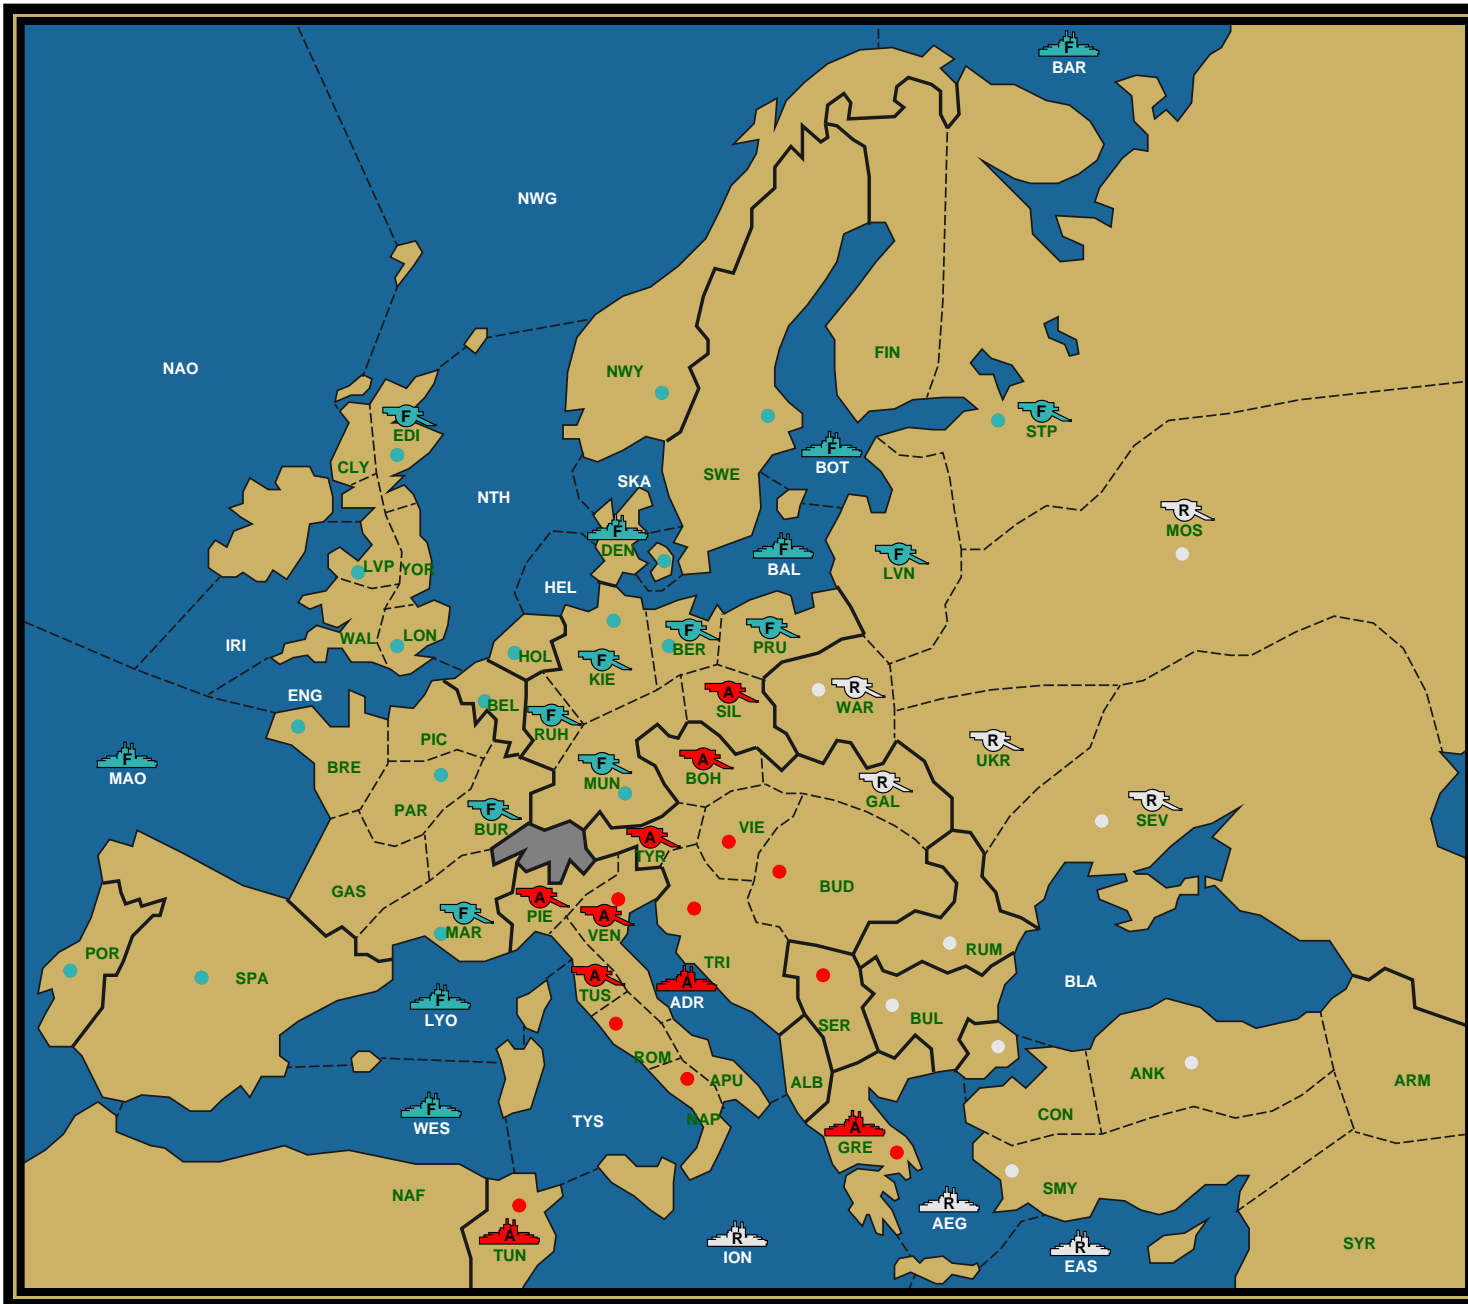 F
BAR
NWG
NAO
FIN
NWY
F
EDI
F
STP
CLY
F
BOT
SWE
SKA
NTH
R
MOS
F
DEN
F
BAL
F
LVN
LVP
YOR
HEL
IRI
WAL
LON
F
BER
F
PRU
HOL
F
KIE
ENG
BEL
A
SIL
R
WAR
F
RUH
PIC
R
UKR
F
MAO
BRE
F
MUN
A
BOH
R
GAL
R
SEV
PAR
F
BUR
VIE
A
TYR
BUD
GAS
A
PIE
F
MAR
A
VEN
POR
SPA
TRI
RUM
BLA
A
TUS
A
ADR
F
LYO
SER
BUL
ROM
APU
ALB
ANK
ARM
F
WES
TYS
NAP
CON
A
GRE
NAF
SMY
R
AEG
A
TUN
R
ION
R
EAS
SYR